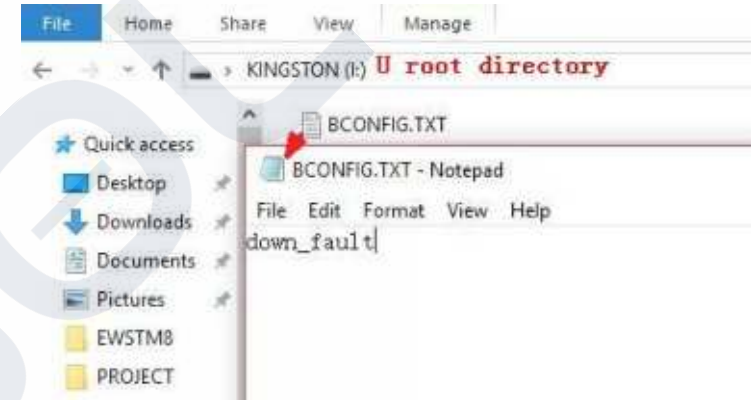 File Home Share View Manage
KINGSTON (I:) U root directory
BCONFIG.TXT
Quick access
BCONFIG.TXT - Notepad
Desktop
File Edit Format View Help
Downloads
down_fault
Documents
Pictures
EWSTM8
PROJECT